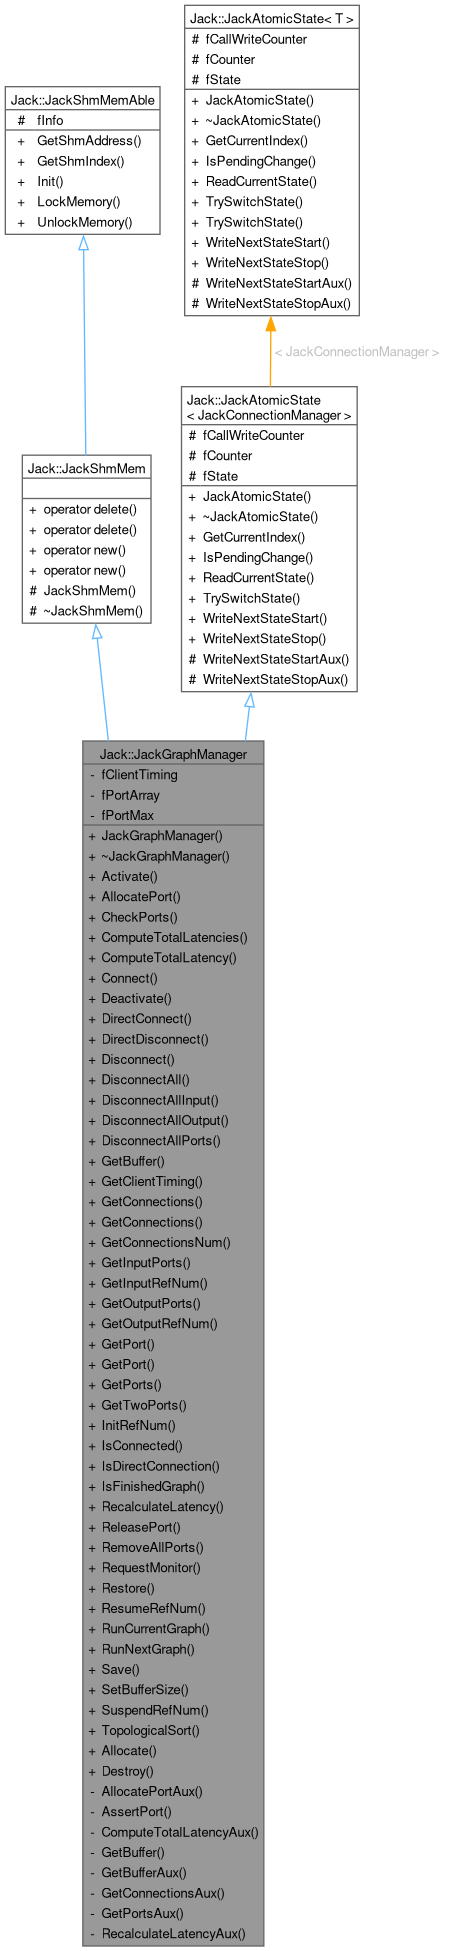 Jack::JackAtomicState< T >
# fCallWriteCounter
# fCounter
# fState
+ JackAtomicState()
+ ~JackAtomicState()
+ GetCurrentIndex()
+ IsPendingChange()
+ ReadCurrentState()
+ TrySwitchState()
+ TrySwitchState()
+ WriteNextStateStart()
+ WriteNextStateStop()
# WriteNextStateStartAux()
# WriteNextStateStopAux()
Jack::JackShmMemAble
# fInfo
+ GetShmAddress()
+ GetShmIndex()
+ Init()
+ LockMemory()
+ UnlockMemory()
< JackConnectionManager >
Jack::JackAtomicState
< JackConnectionManager >
# fCallWriteCounter
# fCounter
# fState
+ JackAtomicState()
+ ~JackAtomicState()
+ GetCurrentIndex()
+ IsPendingChange()
+ ReadCurrentState()
+ TrySwitchState()
+ WriteNextStateStart()
+ WriteNextStateStop()
# WriteNextStateStartAux()
# WriteNextStateStopAux()
Jack::JackShmMem
+ operator delete()
+ operator delete()
+ operator new()
+ operator new()
# JackShmMem()
# ~JackShmMem()
Jack::JackGraphManager
- fClientTiming
- fPortArray
- fPortMax
+ JackGraphManager()
+ ~JackGraphManager()
+ Activate()
+ AllocatePort()
+ CheckPorts()
+ ComputeTotalLatencies()
+ ComputeTotalLatency()
+ Connect()
+ Deactivate()
+ DirectConnect()
+ DirectDisconnect()
+ Disconnect()
+ DisconnectAll()
+ DisconnectAllInput()
+ DisconnectAllOutput()
+ DisconnectAllPorts()
+ GetBuffer()
+ GetClientTiming()
+ GetConnections()
+ GetConnections()
+ GetConnectionsNum()
+ GetInputPorts()
+ GetInputRefNum()
+ GetOutputPorts()
+ GetOutputRefNum()
+ GetPort()
+ GetPort()
+ GetPorts()
+ GetTwoPorts()
+ InitRefNum()
+ IsConnected()
+ IsDirectConnection()
+ IsFinishedGraph()
+ RecalculateLatency()
+ ReleasePort()
+ RemoveAllPorts()
+ RequestMonitor()
+ Restore()
+ ResumeRefNum()
+ RunCurrentGraph()
+ RunNextGraph()
+ Save()
+ SetBufferSize()
+ SuspendRefNum()
+ TopologicalSort()
+ Allocate()
+ Destroy()
- AllocatePortAux()
- AssertPort()
- ComputeTotalLatencyAux()
- GetBuffer()
- GetBufferAux()
- GetConnectionsAux()
- GetPortsAux()
- RecalculateLatencyAux()